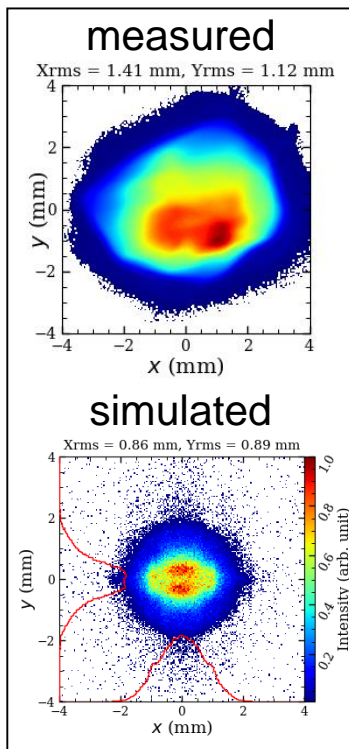 measured
Xrms = 1.41 mm, Yrms = 1.12 mm
4
2
0
−2
−4
y (mm)
−4 −2 0 2 4
x (mm)
simulated
Xrms = 0.86 mm, Yrms = 0.89 mm
4
2
0
−2
−4
y (mm)
−4 −2 0 2 4
x (mm)
1.0
0.8
0.6
0.4
0.2
Intensity (arb. unit)